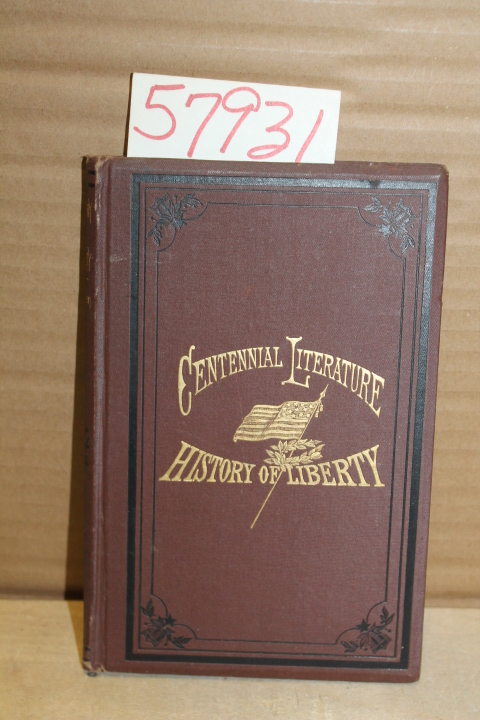 57931
CENTENNIAL LITERATURE
HISTORY OF LIBERTY